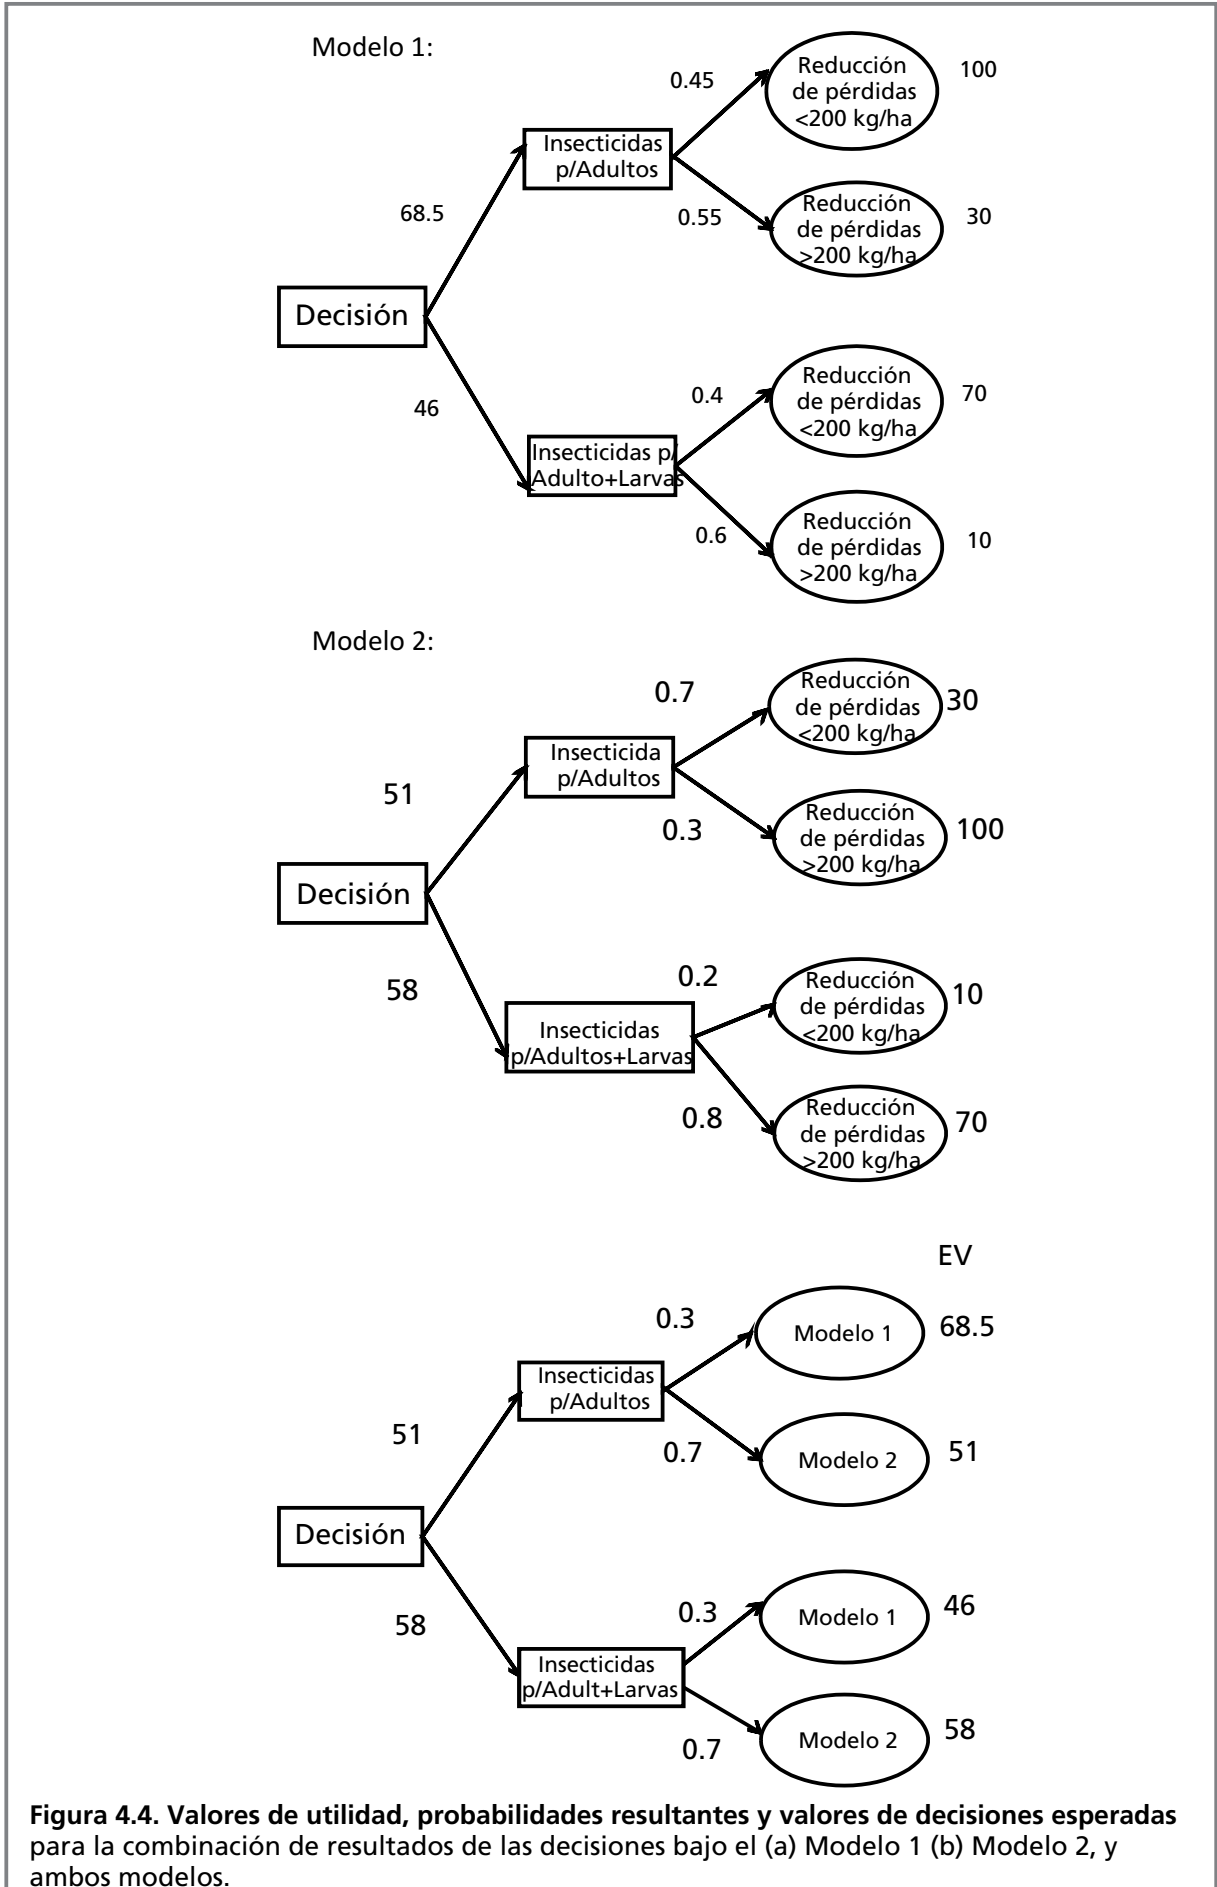 Modelo 1:
0.45
Reducción
de pérdidas
<200 kg/ha
100
Insecticidas
p/Adultos
68.5
0.55
Reducción
de pérdidas
>200 kg/ha
30
Decisión
46
0.4
Reducción
de pérdidas
<200 kg/ha
70
Insecticidas p/
Adulto+Larvas
0.6
Reducción
de pérdidas
>200 kg/ha
10
Modelo 2:
0.7
Reducción
de pérdidas
<200 kg/ha
30
Insecticida
p/Adultos
51
0.3
Reducción
de pérdidas
>200 kg/ha
100
Decisión
58
0.2
Reducción
de pérdidas
<200 kg/ha
10
Insecticidas
p/Adultos+Larvas
0.8
Reducción
de pérdidas
>200 kg/ha
70
EV
0.3
Modelo 1
68.5
Insecticidas
p/Adultos
51
0.7
Modelo 2
51
Decisión
58
0.3
Modelo 1
46
Insecticidas
p/Adult+Larvas
0.7
Modelo 2
58
Figura 4.4. Valores de utilidad, probabilidades resultantes y valores de decisiones esperadas
para la combinación de resultados de las decisiones bajo el (a) Modelo 1 (b) Modelo 2, y
ambos modelos.